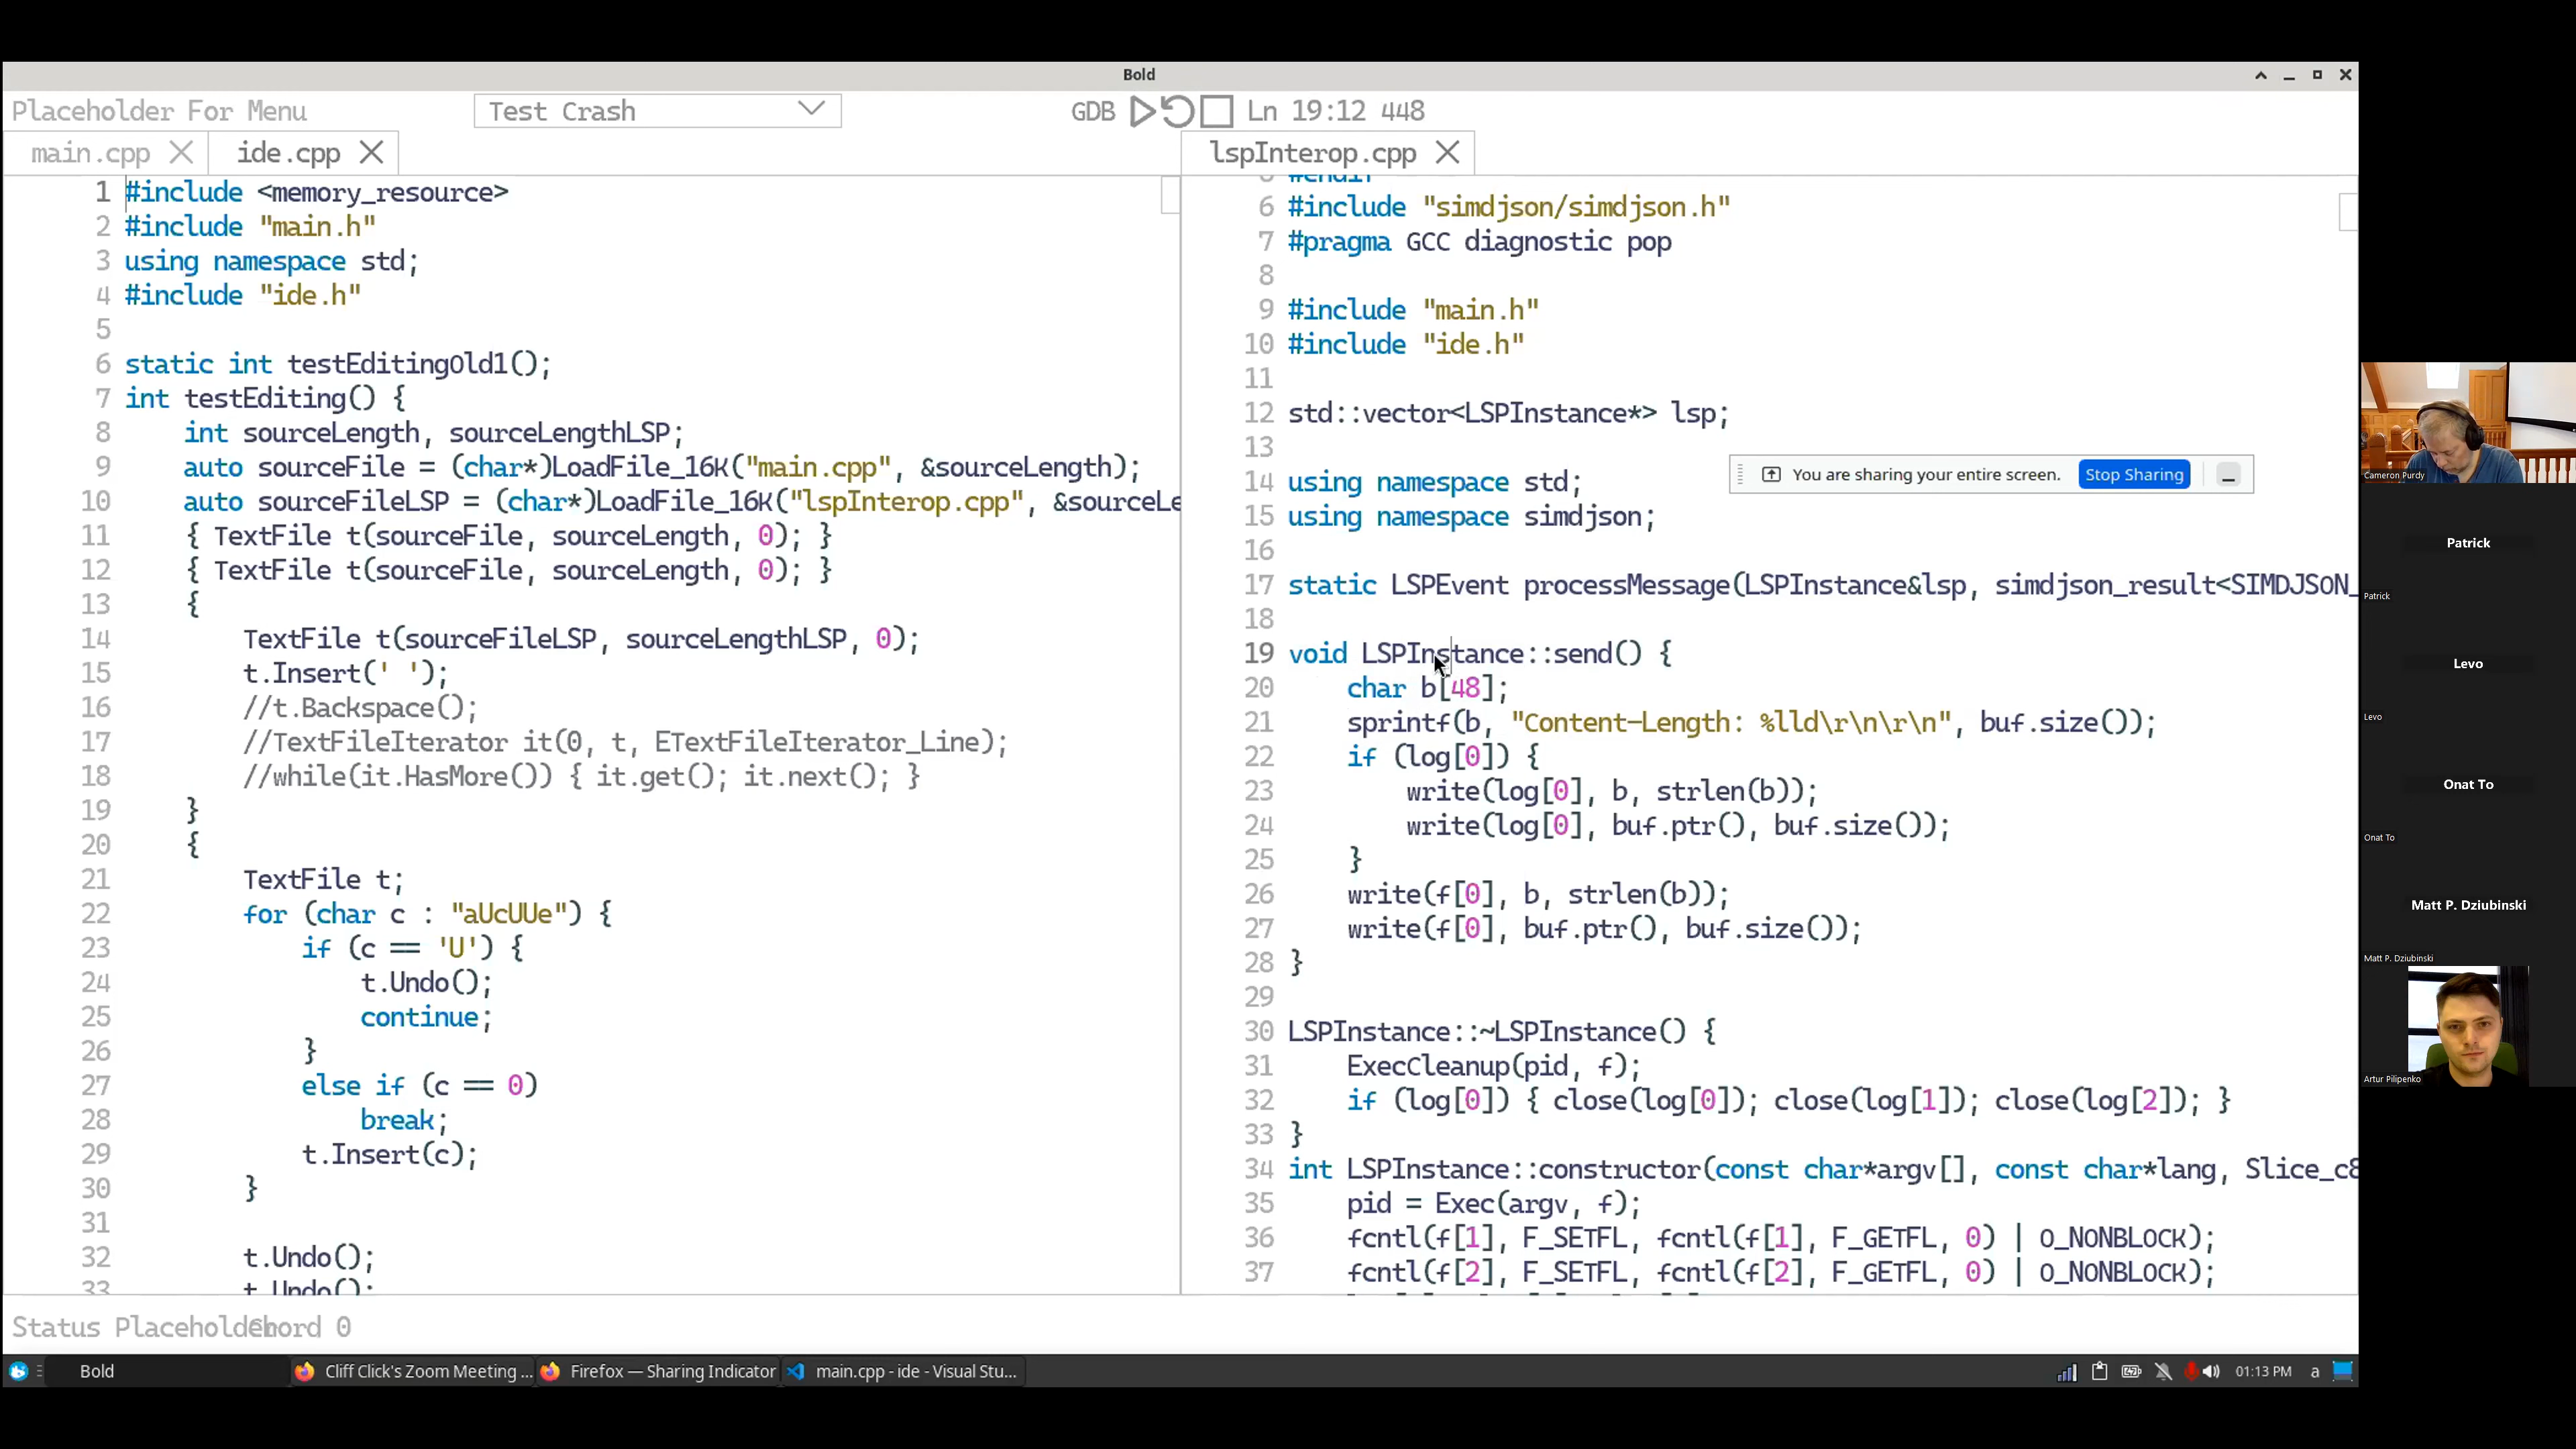 Bold
Placeholder For Menu
Test Crash
GDB
Ln 19:12 448
main.cpp
ide.cpp
1 #include <memory_resource>
2 #include "main.h"
3 using namespace std;
4 #include "ide.h"
5
6 static int testEditingOld1();
7 int testEditing() {
8 int sourceLength, sourceLengthLSP;
9 auto sourceFile = (char*)LoadFile_16K("main.cpp", &sourceLength);
10 auto sourceFileLSP = (char*)LoadFile_16K("lspInterop.cpp", &sourceLe
11 { TextFile t(sourceFile, sourceLength, 0); }
12 { TextFile t(sourceFile, sourceLength, 0); }
13 {
14 TextFile t(sourceFileLSP, sourceLengthLSP, 0);
15 t.Insert(' ');
16 //t.Backspace();
17 //TextFileIterator it(0, t, ETextFileIterator_Line);
18 //while(it.HasMore()) { it.get(); it.next(); }
19 }
20 {
21 TextFile t;
22 for (char c : "aUcUUe") {
23 if (c == 'U') {
24 t.Undo();
25 continue;
26 }
27 else if (c == 0)
28 break;
29 t.Insert(c);
30 }
31
32 t.Undo();
33 t.Undo();
lspInterop.cpp
#endif
6 #include "simdjson/simdjson.h"
7 #pragma GCC diagnostic pop
8
9 #include "main.h"
10 #include "ide.h"
11
12 std::vector<LSPInstance*> lsp;
13
14 using namespace std;
15 using namespace simdjson;
16
17 static LSPEvent processMessage(LSPInstance&lsp, simdjson_result<SIMDJSON_
18
19 void LSPInstance::send() {
20 char b[48];
21 sprintf(b, "Content-Length: %lld\r\n\r\n", buf.size());
22 if (log[0]) {
23 write(log[0], b, strlen(b));
24 write(log[0], buf.ptr(), buf.size());
25 }
26 write(f[0], b, strlen(b));
27 write(f[0], buf.ptr(), buf.size());
28 }
29
30 LSPInstance::~LSPInstance() {
31 ExecCleanup(pid, f);
32 if (log[0]) { close(log[0]); close(log[1]); close(log[2]); }
33 }
34 int LSPInstance::constructor(const char*argv[], const char*lang, Slice_c8
35 pid = Exec(argv, f);
36 fcntl(f[1], F_SETFL, fcntl(f[1], F_GETFL, 0) | O_NONBLOCK);
37 fcntl(f[2], F_SETFL, fcntl(f[2], F_GETFL, 0) | O_NONBLOCK);
You are sharing your entire screen.
Stop Sharing
Status Placeholder
Chord 0
Bold
Cliff Click's Zoom Meeting ...
Firefox — Sharing Indicator
main.cpp - ide - Visual Stu...
01:13 PM
a
Cameron Purdy
Patrick
Patrick
Levo
Levo
Onat To
Onat To
Matt P. Dziubinski
Matt P. Dziubinski
Artur Pilipenko